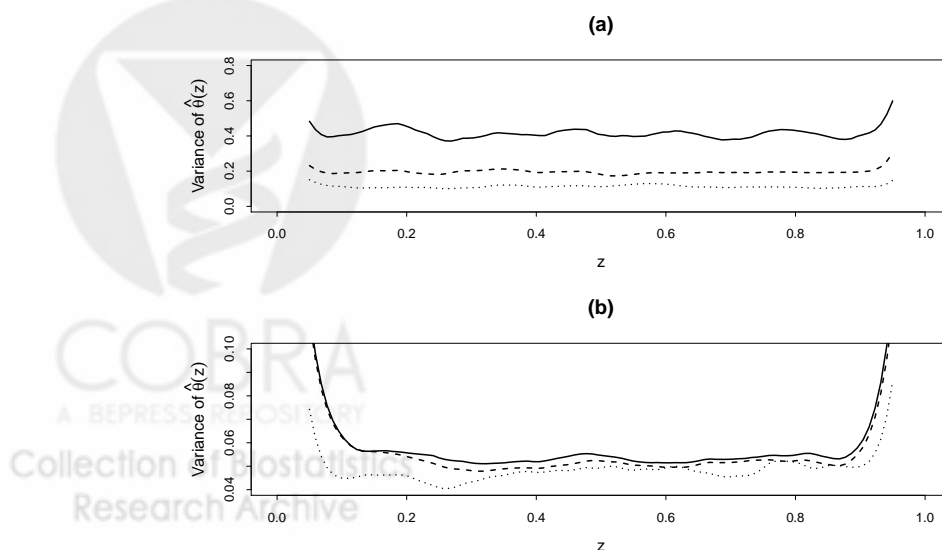 (a)
Variance of θ̂(z)
0.0 0.2 0.4 0.6 0.8
0.0 0.2 0.4 0.6 0.8 1.0
z
(b)
Variance of θ̂(z)
0.04 0.06 0.08 0.10
0.0 0.2 0.4 0.6 0.8 1.0
z
COBRA
A BEPRESS REPOSITORY
Collection of Biostatistics
Research Archive